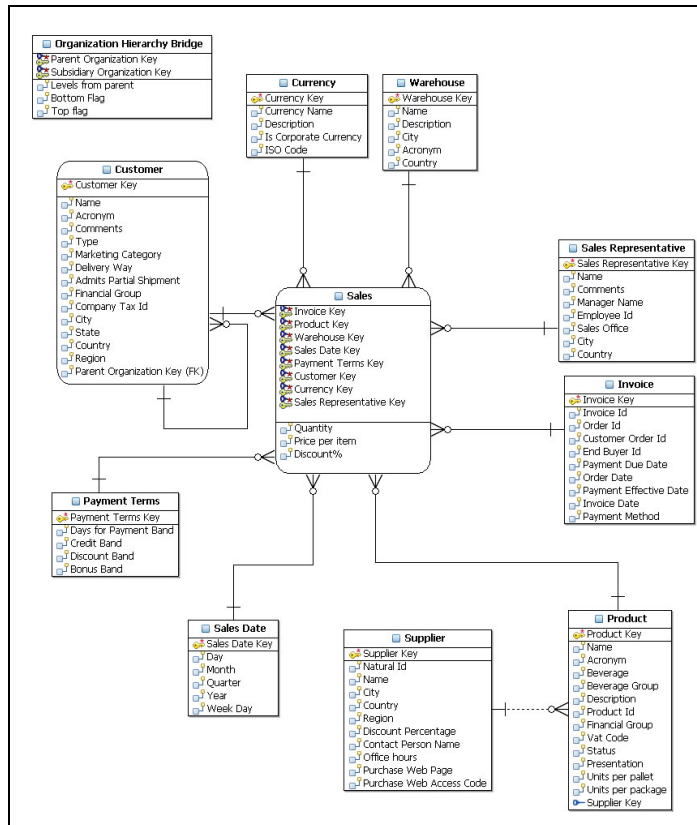 Organization Hierarchy Bridge
Parent Organization Key
Subsidiary Organization Key
Levels from parent
Bottom Flag
Top flag
Currency
Currency Key
Currency Name
Description
Is Corporate Currency
ISO Code
Warehouse
Warehouse Key
Name
Description
City
Acronym
Country
Customer
Customer Key
Name
Acronym
Comments
Type
Marketing Category
Delivery Way
Admits Partial Shipment
Financial Group
Company Tax Id
City
State
Country
Region
Parent Organization Key (FK)
Sales
Invoice Key
Product Key
Warehouse Key
Sales Date Key
Payment Terms Key
Customer Key
Currency Key
Sales Representative Key
Quantity
Price per item
Discount%
Sales Representative
Sales Representative Key
Name
Comments
Manager Name
Employee Id
Sales Office
City
Country
Invoice
Invoice Key
Invoice Id
Order Id
Customer Order Id
End Buyer Id
Payment Due Date
Order Date
Payment Effective Date
Invoice Date
Payment Method
Payment Terms
Payment Terms Key
Days for Payment Band
Credit Band
Discount Band
Bonus Band
Sales Date
Sales Date Key
Day
Month
Quarter
Year
Week Day
Supplier
Supplier Key
Natural Id
Name
City
Country
Region
Discount Percentage
Contact Person Name
Office hours
Purchase Web Page
Purchase Web Access Code
Product
Product Key
Name
Acronym
Beverage
Beverage Group
Description
Product Id
Financial Group
Vat Code
Status
Presentation
Units per pallet
Units per package
Supplier Key